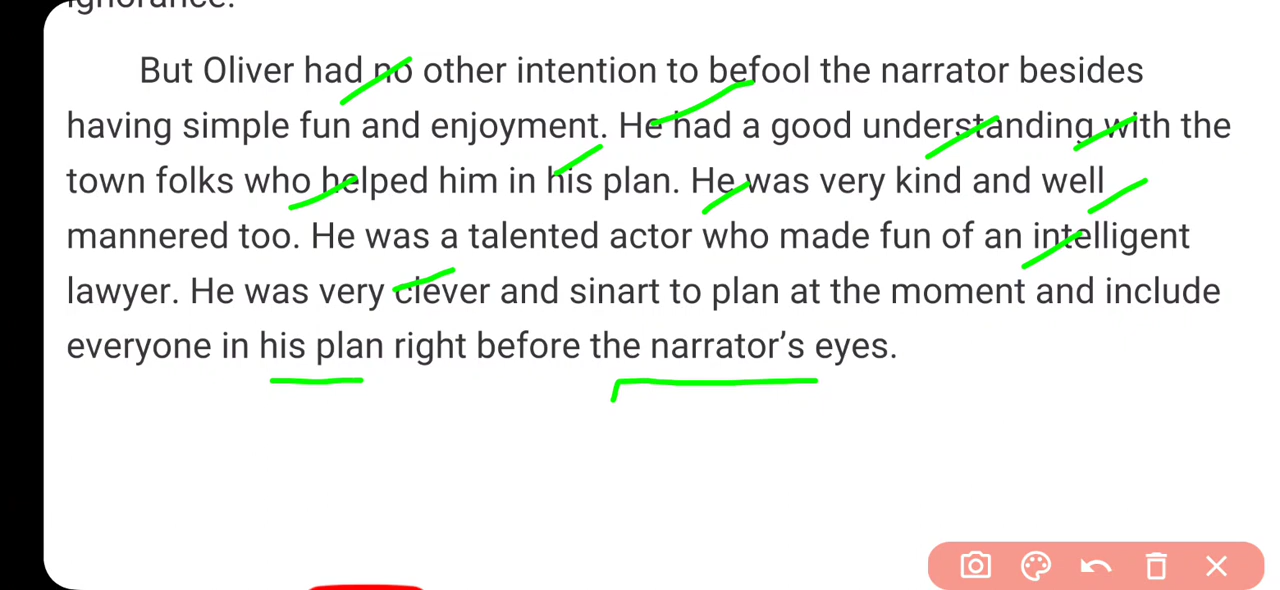 ignorance.
But Oliver had no other intention to befool the narrator besides
having simple fun and enjoyment. He had a good understanding with the
town folks who helped him in his plan. He was very kind and well
mannered too. He was a talented actor who made fun of an intelligent
lawyer. He was very clever and sinart to plan at the moment and include
everyone in his plan right before the narrator's eyes.